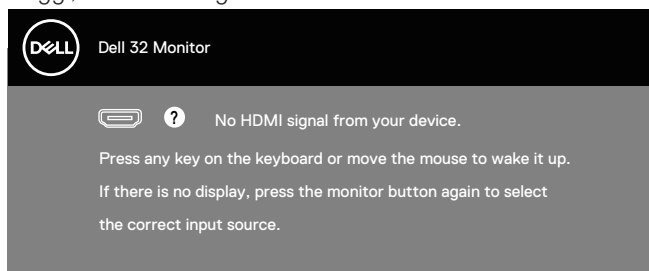 DELL
Dell 32 Monitor
? No HDMI signal from your device.
Press any key on the keyboard or move the mouse to wake it up.
If there is no display, press the monitor button again to select
the correct input source.